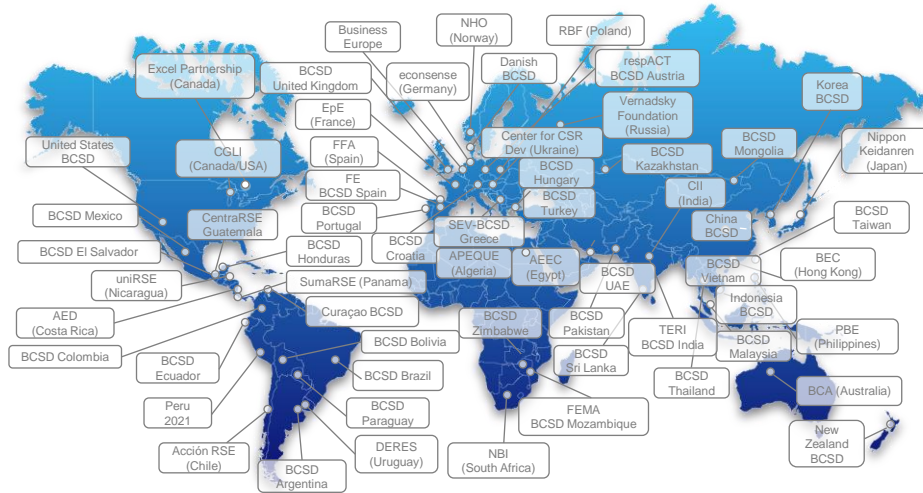 Business
Europe
NHO
(Norway)
RBF (Poland)
Excel Partnership
(Canada)
BCSD
United Kingdom
econsense
(Germany)
Danish
BCSD
respACT
BCSD Austria
Korea
BCSD
EpE
(France)
Vernadsky
Foundation
(Russia)
United States
BCSD
CGLI
(Canada/USA)
FFA
(Spain)
Center for CSR
Dev (Ukraine)
BCSD
Kazakhstan
BCSD
Mongolia
Nippon
Keidanren
(Japan)
FE
BCSD Spain
BCSD
Hungary
CII
(India)
BCSD Mexico
CentraRSE
Guatemala
BCSD
Portugal
BCSD
Turkey
China
BCSD
BCSD
Taiwan
BCSD El Salvador
BCSD
Honduras
BCSD
Croatia
SEV-BCSD
Greece
uniRSE
(Nicaragua)
SumaRSE (Panama)
APEQUE
(Algeria)
AEEC
(Egypt)
BCSD
UAE
BCSD
Vietnam
BEC
(Hong Kong)
AED
(Costa Rica)
Curaçao BCSD
BCSD
Zimbabwe
BCSD
Pakistan
TERI
BCSD India
Indonesia
BCSD
PBE
(Philippines)
BCSD Colombia
BCSD Bolivia
BCSD
Malaysia
BCSD
Ecuador
BCSD Brazil
BCSD
Sri Lanka
BCSD
Thailand
BCA (Australia)
Peru
2021
BCSD
Paraguay
FEMA
BCSD Mozambique
Acción RSE
(Chile)
DERES
(Uruguay)
NBI
(South Africa)
New
Zealand
BCSD
BCSD
Argentina